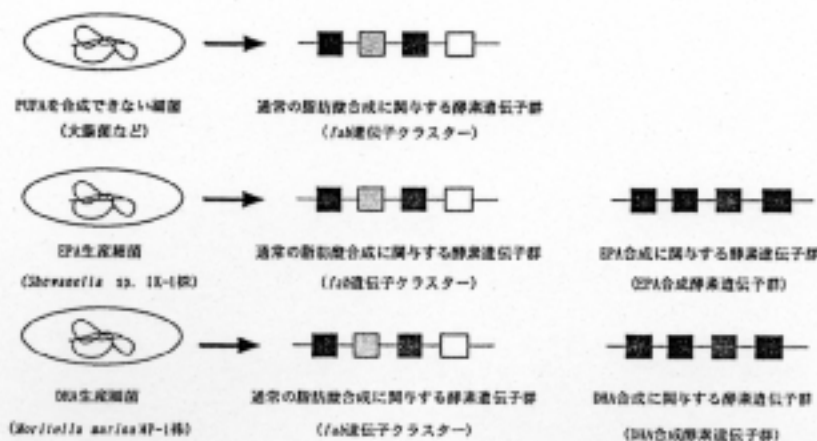 PUFAを合成できない細菌
(大腸菌など)
通常の脂肪酸合成に関与する酵素遺伝子群
(fab遺伝子クラスター)
EPA生産細菌
(Shewanella sp. IK-1株)
通常の脂肪酸合成に関与する酵素遺伝子群
(fab遺伝子クラスター)
EPA合成に関与する酵素遺伝子群
(EPA合成酵素遺伝子群)
DHA生産細菌
(Moritella marina MP-1株)
通常の脂肪酸合成に関与する酵素遺伝子群
(fab遺伝子クラスター)
DHA合成に関与する酵素遺伝子群
(DHA合成酵素遺伝子群)